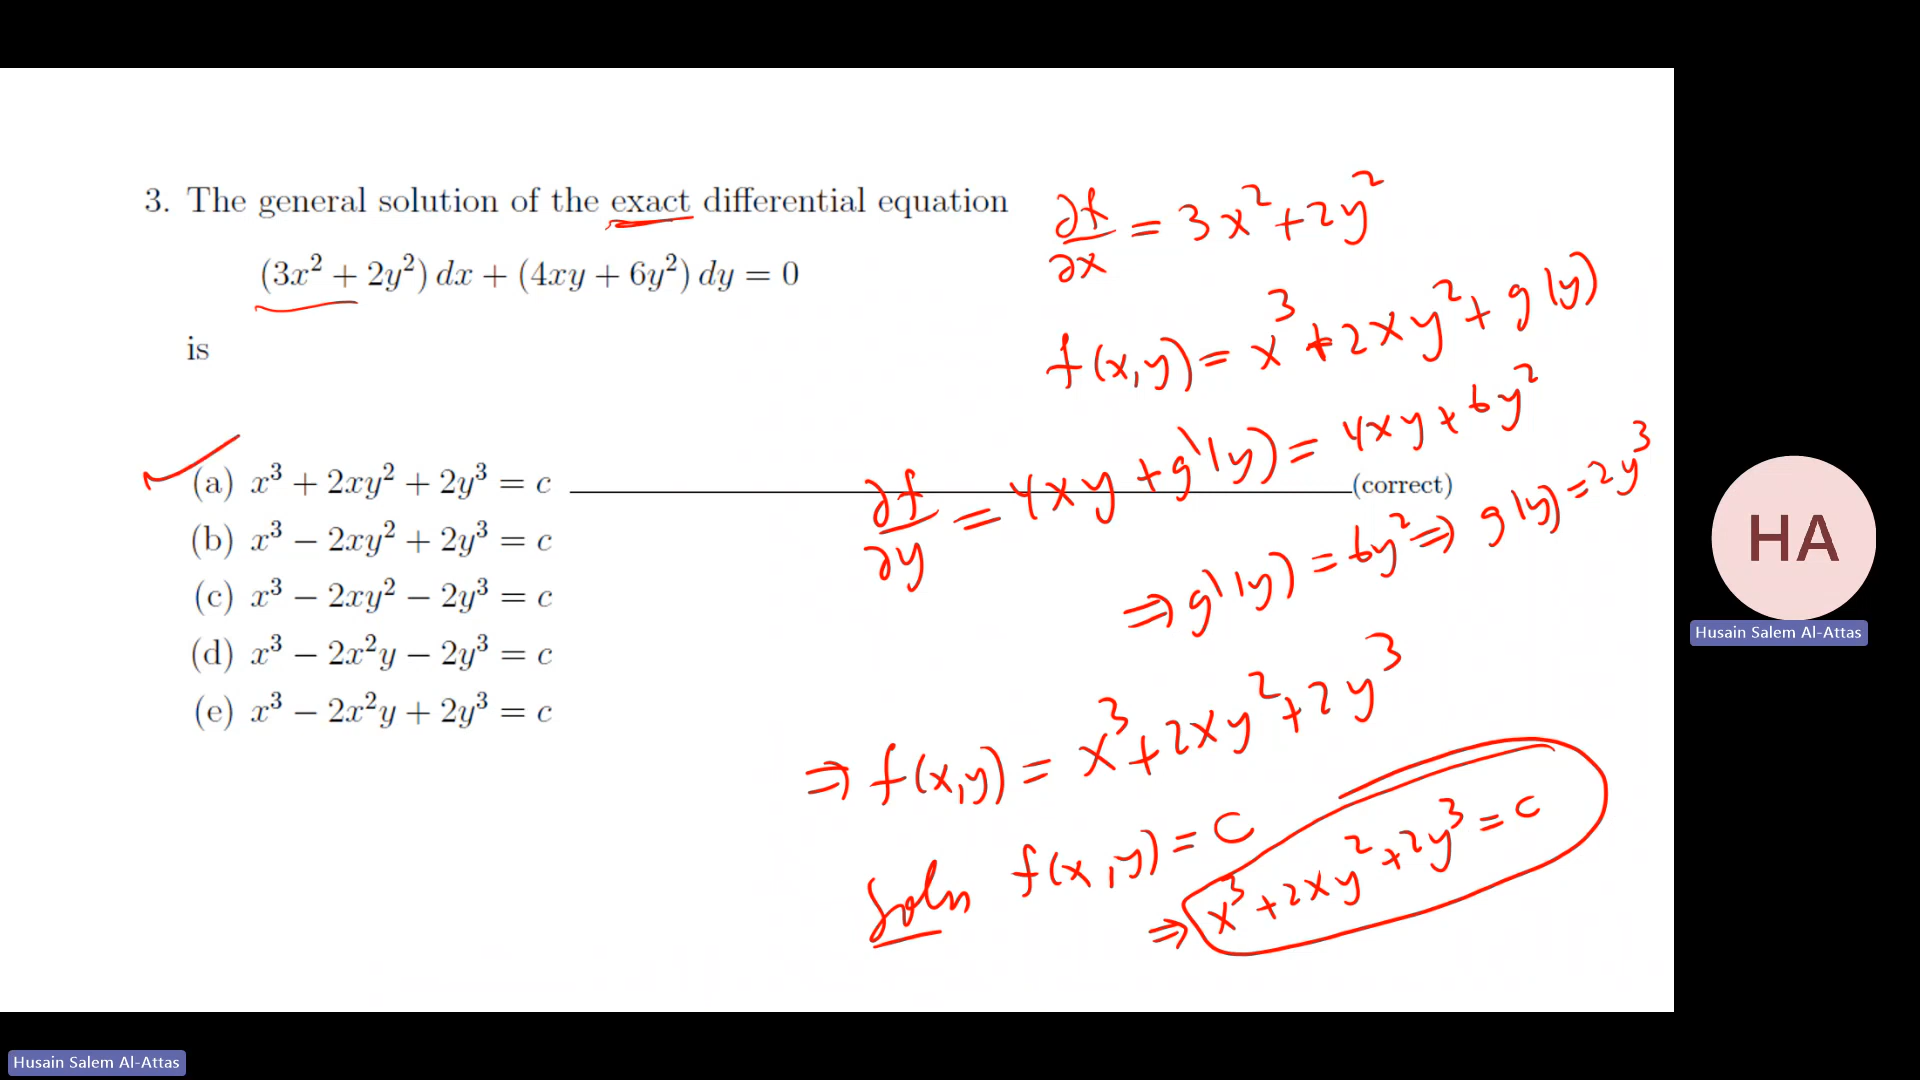 3. The general solution of the exact differential equation
(3x² + 2y²) dx + (4xy + 6y²) dy = 0
is
(a) x³ + 2xy² + 2y³ = c (correct)
(b) x³ − 2xy² + 2y³ = c
(c) x³ − 2xy² − 2y³ = c
(d) x³ − 2x²y − 2y³ = c
(e) x³ − 2x²y + 2y³ = c
∂f/∂x = 3x² + 2y²
f(x,y) = x³ + 2xy² + g(y)
∂f/∂y = 4xy + g'(y) = 4xy + 6y²
⇒ g'(y) = 6y² ⇒ g(y) = 2y³
⇒ f(x,y) = x³ + 2xy² + 2y³
Soln f(x,y) = c
⇒ x³ + 2xy² + 2y³ = c
HA
Husain Salem Al-Attas
Husain Salem Al-Attas